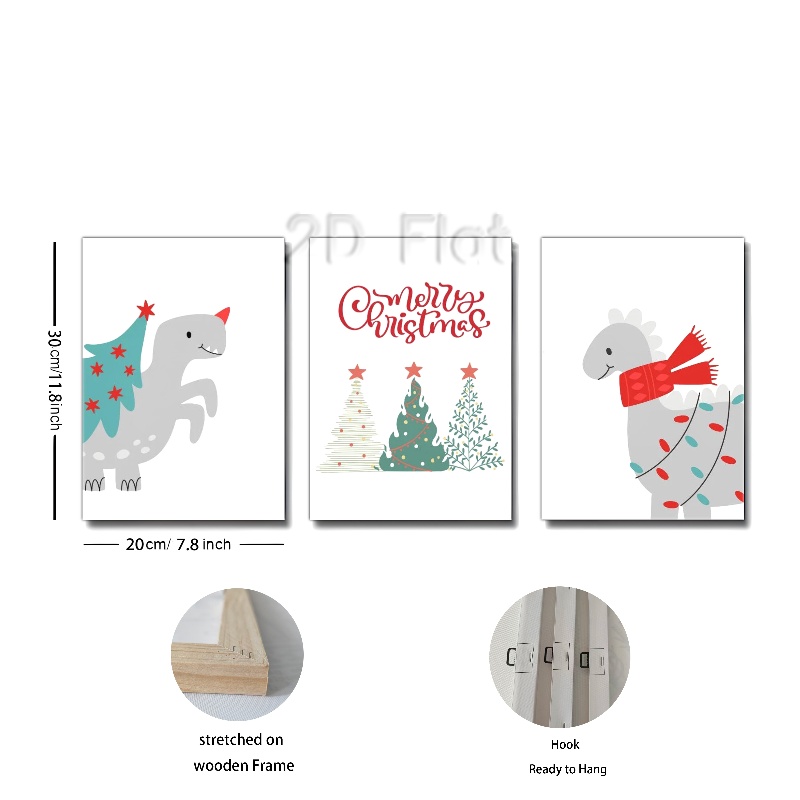 2D Flat
merry
Christmas
30cm/11.8inch
20cm/ 7.8 inch
stretched on
wooden Frame
Hook
Ready to Hang